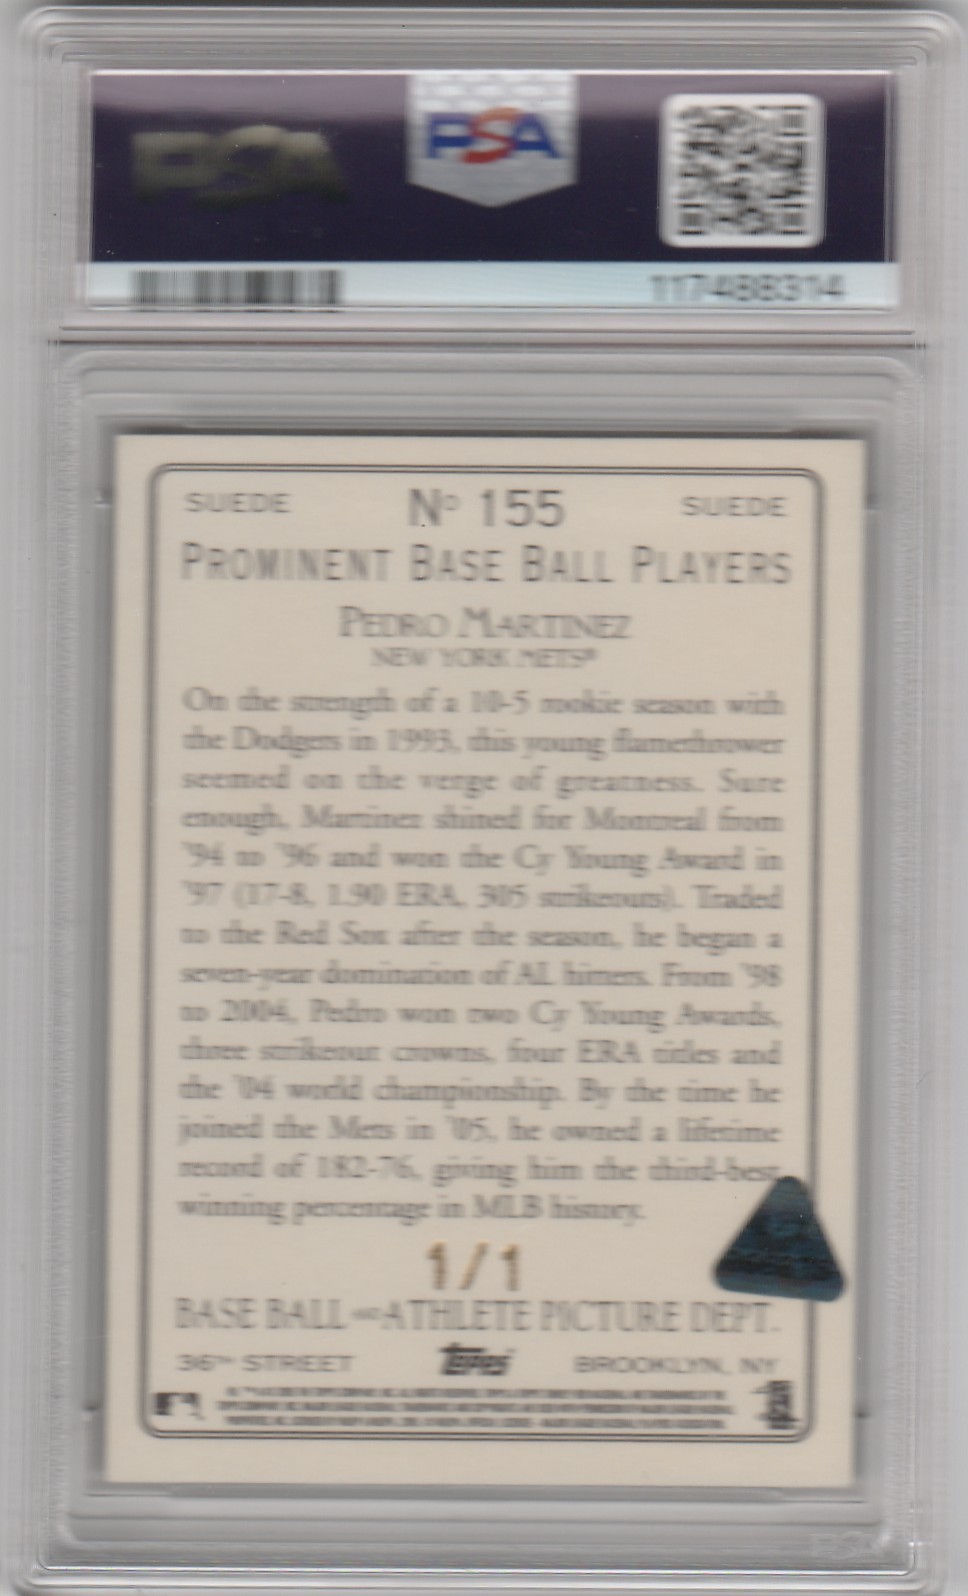 PSA
PSA
117488314
SUEDE Nº 155 SUEDE
PROMINENT BASE BALL PLAYERS
PEDRO MARTINEZ
NEW YORK METS®
On the strength of a 10-5 rookie season with
the Dodgers in 1993, this young flamethrower
seemed on the verge of greatness. Sure
enough, Martinez shined for Montreal from
'94 to '96 and won the Cy Young Award in
'97 (17-8, 1.90 ERA, 305 strikeouts). Traded
to the Red Sox after the season, he began a
seven-year domination of AL hitters. From '98
to 2004, Pedro won two Cy Young Awards,
three strikeout crowns, four ERA titles and
the '04 world championship. By the time he
joined the Mets in '05, he owned a lifetime
record of 182-76, giving him the third-best
winning percentage in MLB history.
1/1
BASE BALL AND ATHLETE PICTURE DEPT.
36TH STREET Topps BROOKLYN, NY